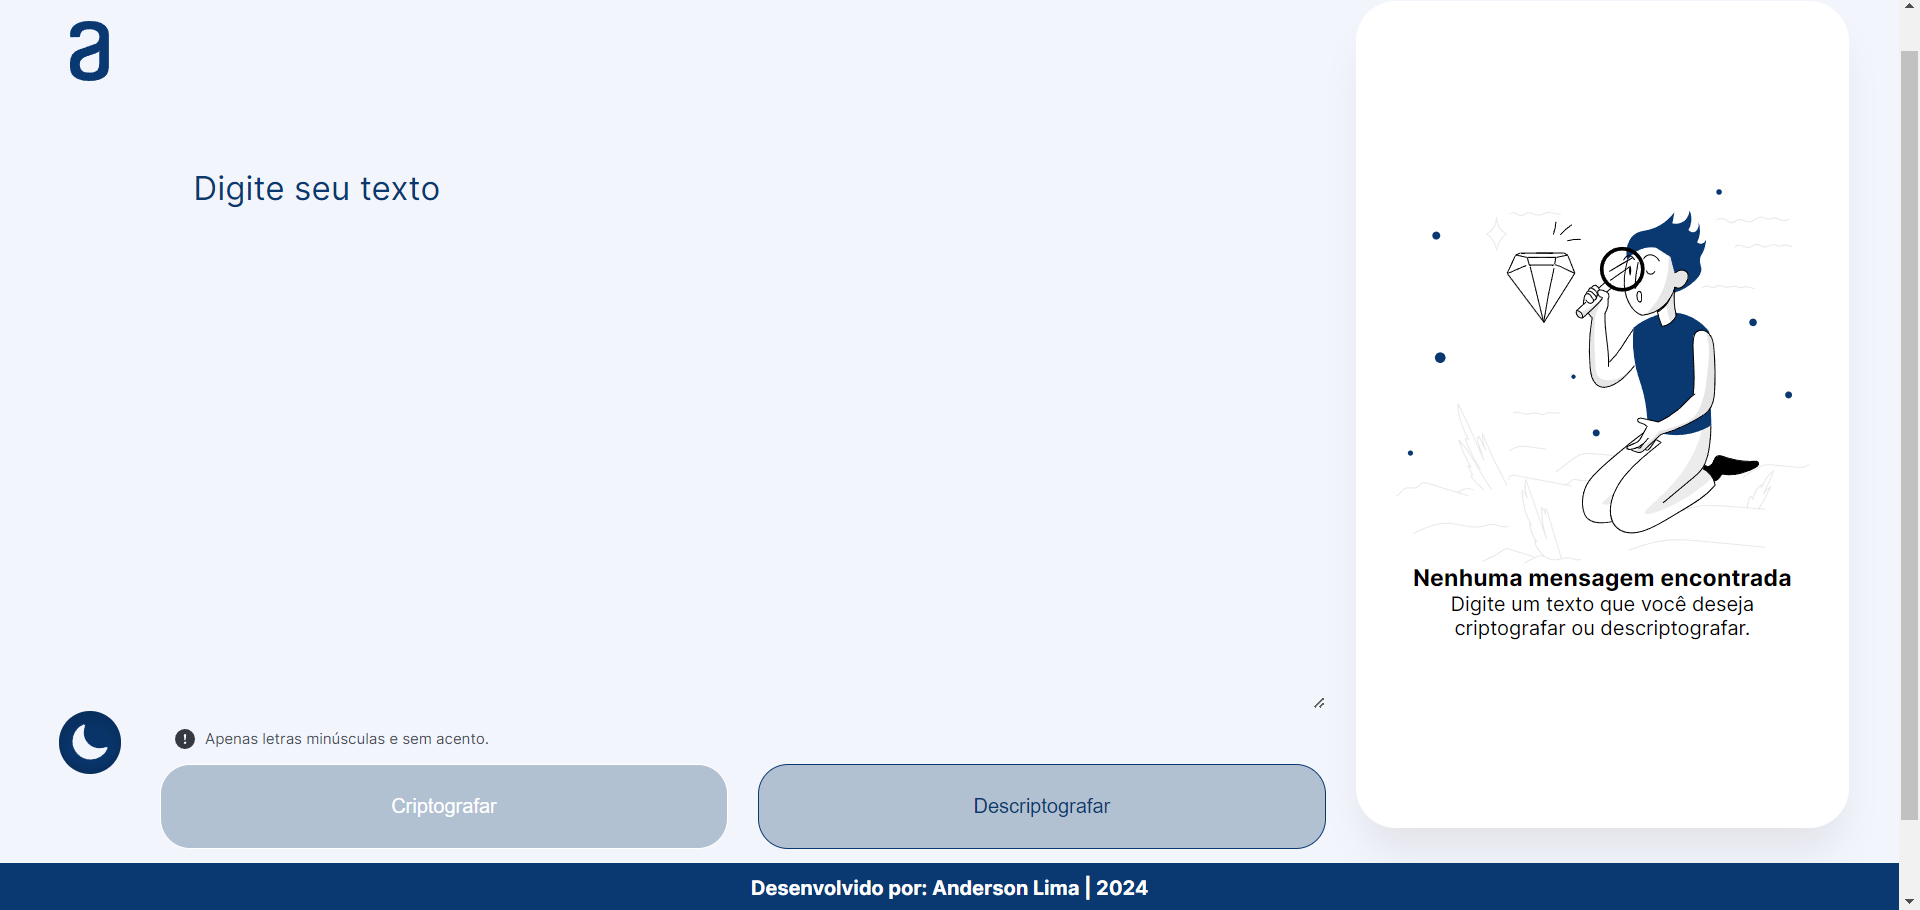 a
Digite seu texto
Nenhuma mensagem encontrada
Digite um texto que você deseja
criptografar ou descriptografar.
Apenas letras minúsculas e sem acento.
Criptografar
Descriptografar
Desenvolvido por: Anderson Lima | 2024